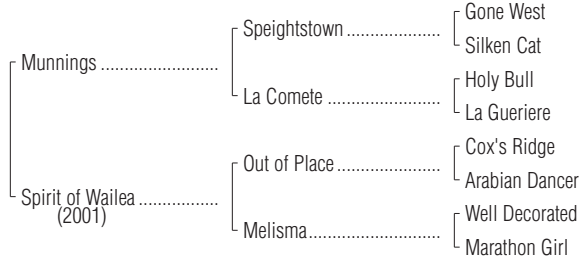 Gone West
Speightstown ....................
Silken Cat
Munnings .........................
Holy Bull
La Comete ........................
La Gueriere
Cox's Ridge
Out of Place ......................
Arabian Dancer
Spirit of Wailea .................
(2001)
Well Decorated
Melisma ............................
Marathon Girl